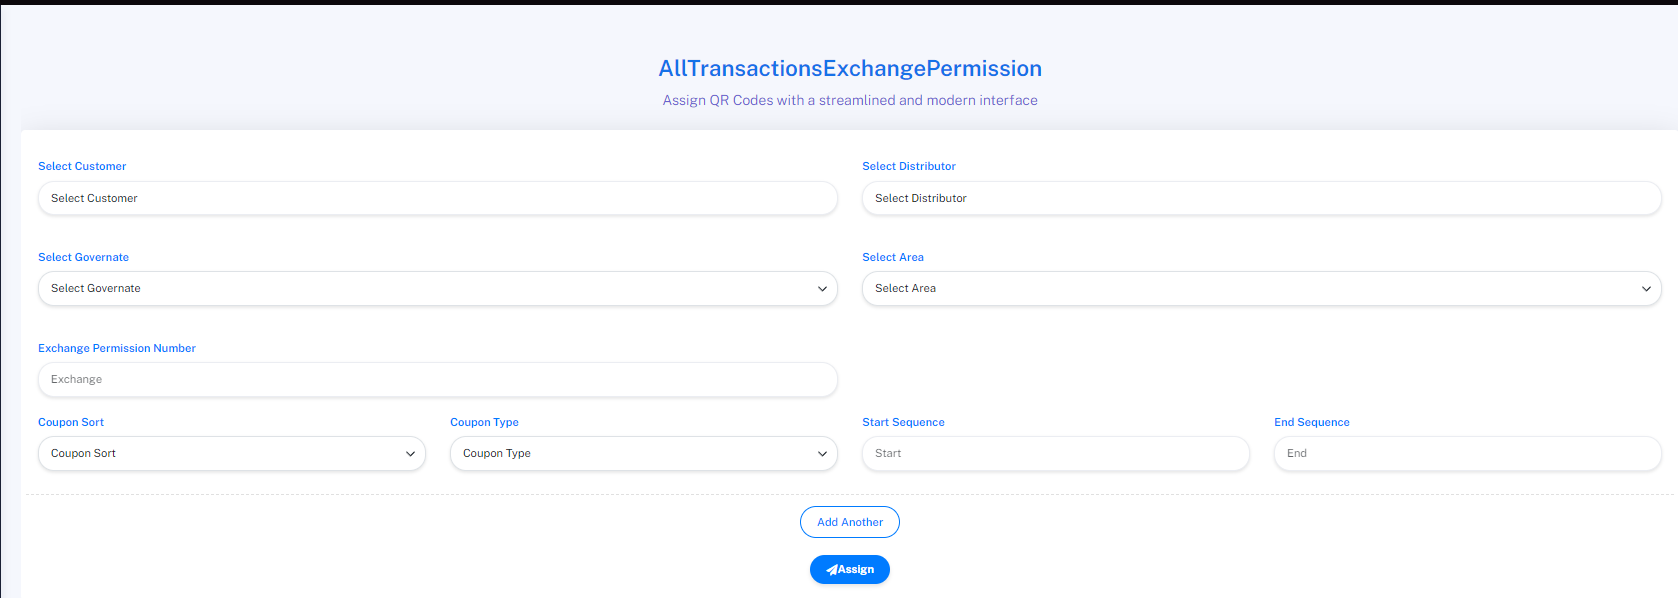 AllTransactionsExchangePermission
Assign QR Codes with a streamlined and modern interface
Select Customer
Select Distributor
Select Customer
Select Distributor
Select Governate
Select Area
Select Governate
Select Area
Exchange Permission Number
Exchange
Coupon Sort
Coupon Type
Start Sequence
End Sequence
Coupon Sort
Coupon Type
Start
End
Add Another
Assign